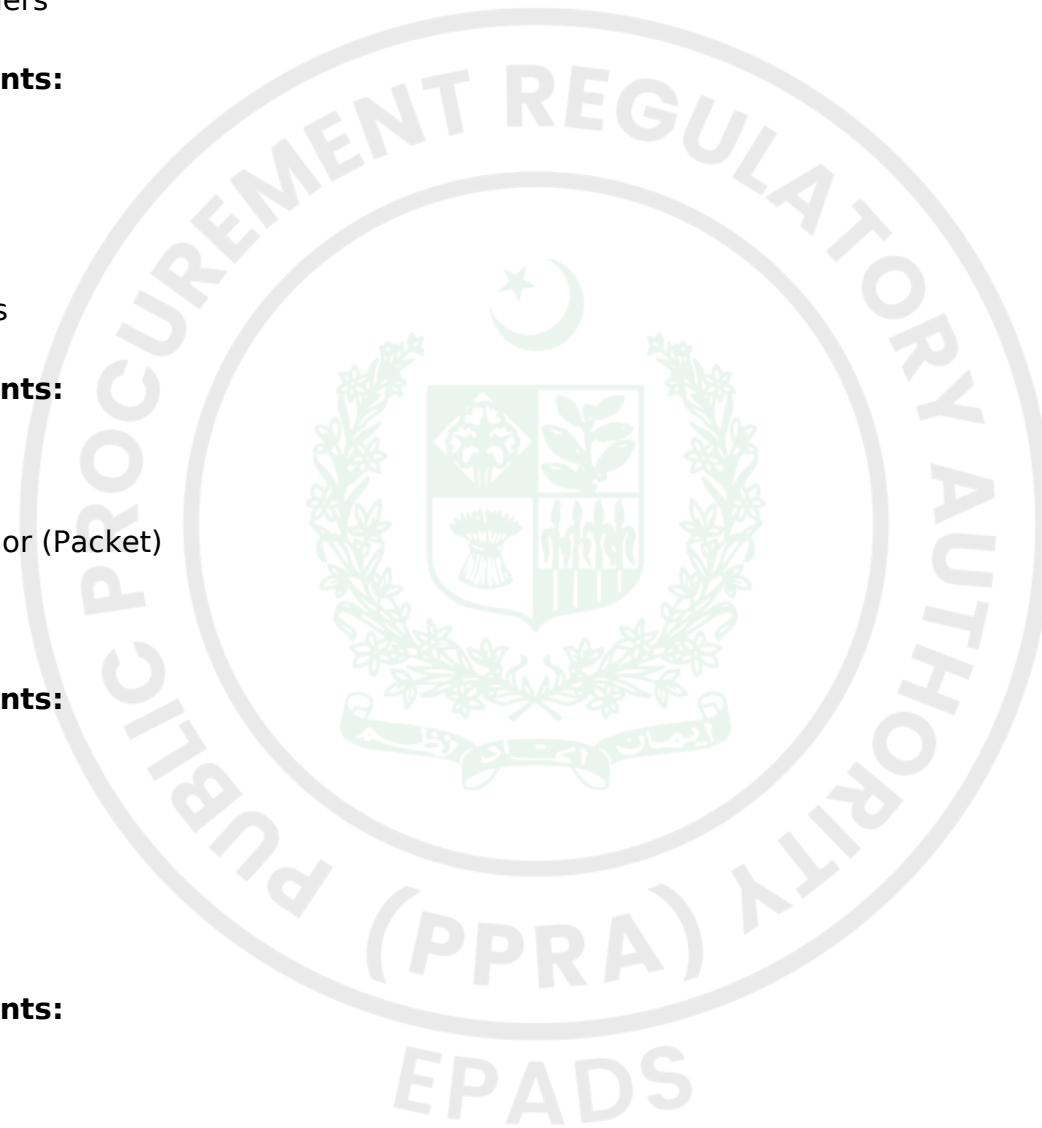 ers
nts:
s
nts:
or (Packet)
nts:
nts:
PUBLIC PROCUREMENT REGULATORY AUTHORITY
(PPRA)
EPADS